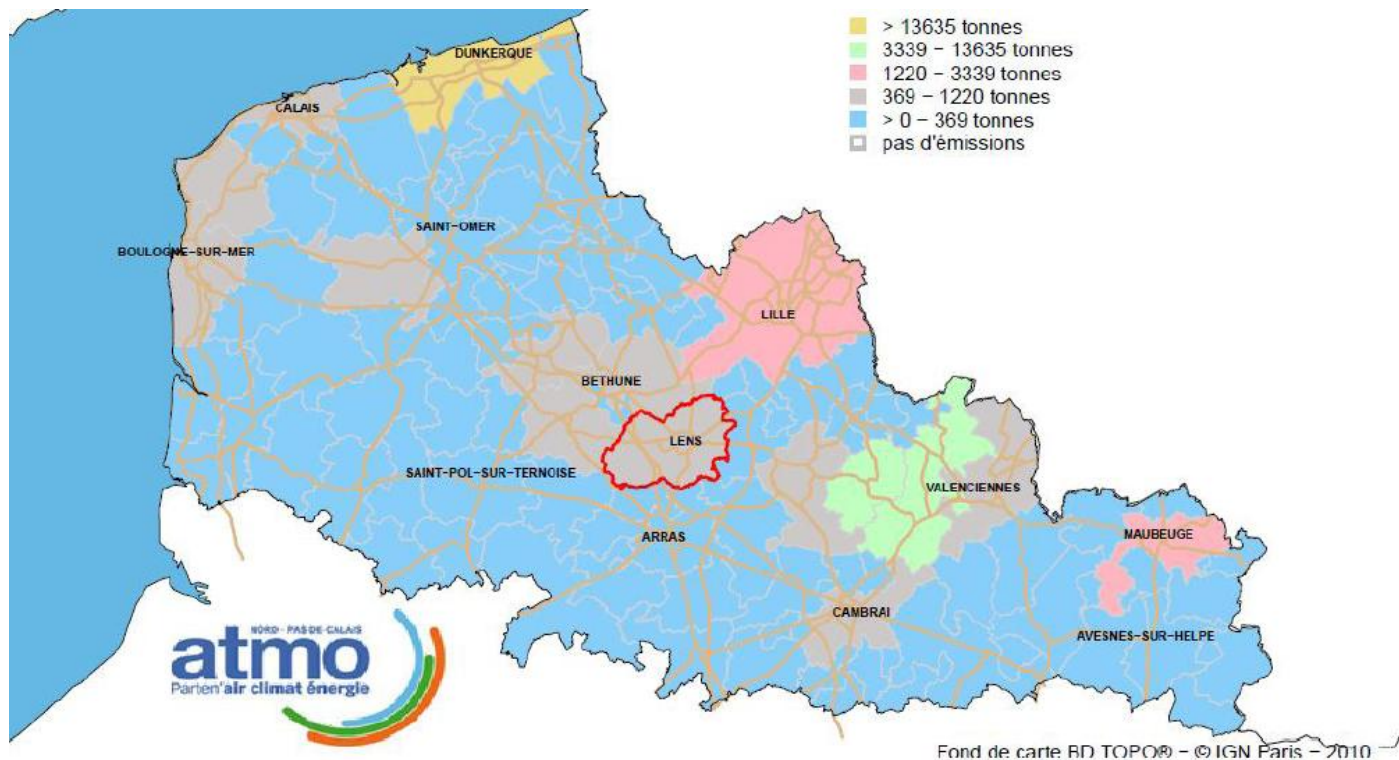 > 13635 tonnes
3339 – 13635 tonnes
1220 – 3339 tonnes
369 – 1220 tonnes
> 0 – 369 tonnes
pas d'émissions
DUNKERQUE
CALAIS
SAINT-OMER
BOULOGNE-SUR-MER
LILLE
BETHUNE
LENS
SAINT-POL-SUR-TERNOISE
VALENCIENNES
ARRAS
MAUBEUGE
CAMBRAI
AVESNES-SUR-HELPE
NORD - PAS-DE-CALAIS
atmo
Parten'air climat énergie
Fond de carte BD TOPO® – © IGN Paris – 2010